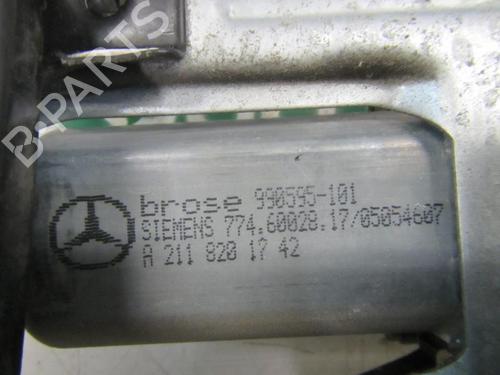 B-PARTS
brose 990595-101
SIEMENS 774.60028.17/05054607
A 211 820 17 42